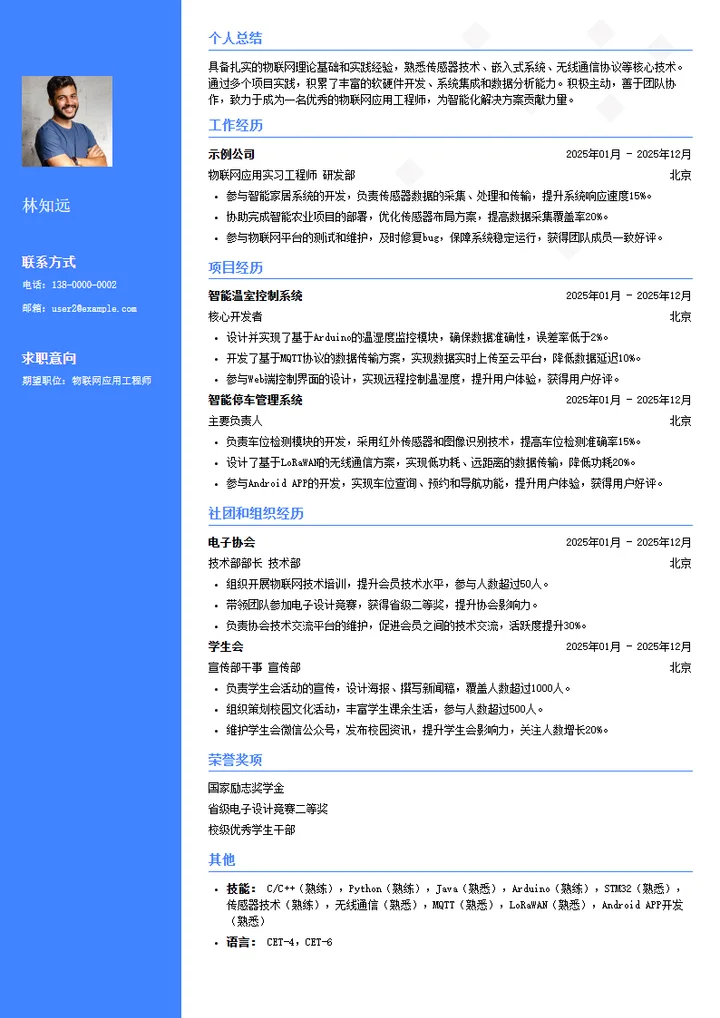 林知远
联系方式
电话：138-0000-0002
邮箱：user2@example.com
求职意向
期望职位：物联网应用工程师
个人总结
具备扎实的物联网理论基础和实践经验，熟悉传感器技术、嵌入式系统、无线通信协议等核心技术。
通过多个项目实践，积累了丰富的软硬件开发、系统集成和数据分析能力。积极主动，善于团队协
作，致力于成为一名优秀的物联网应用工程师，为智能化解决方案贡献力量。
工作经历
示例公司 2025年01月 - 2025年12月
物联网应用实习工程师 研发部 北京
• 参与智能家居系统的开发，负责传感器数据的采集、处理和传输，提升系统响应速度15%。
• 协助完成智能农业项目的部署，优化传感器布局方案，提高数据采集覆盖率20%。
• 参与物联网平台的测试和维护，及时修复bug，保障系统稳定运行，获得团队成员一致好评。
项目经历
智能温室控制系统 2025年01月 - 2025年12月
核心开发者 北京
• 设计并实现了基于Arduino的温湿度监控模块，确保数据准确性，误差率低于2%。
• 开发了基于MQTT协议的数据传输方案，实现数据实时上传至云平台，降低数据延迟10%。
• 参与Web端控制界面的设计，实现远程控制温湿度，提升用户体验，获得用户好评。
智能停车管理系统 2025年01月 - 2025年12月
主要负责人 北京
• 负责车位检测模块的开发，采用红外传感器和图像识别技术，提高车位检测准确率15%。
• 设计了基于LoRaWAN的无线通信方案，实现低功耗、远距离的数据传输，降低功耗20%。
• 参与Android APP的开发，实现车位查询、预约和导航功能，提升用户体验，获得用户好评。
社团和组织经历
电子协会 2025年01月 - 2025年12月
技术部部长 技术部 北京
• 组织开展物联网技术培训，提升会员技术水平，参与人数超过50人。
• 带领团队参加电子设计竞赛，获得省级二等奖，提升协会影响力。
• 负责协会技术交流平台的维护，促进会员之间的技术交流，活跃度提升30%。
学生会 2025年01月 - 2025年12月
宣传部干事 宣传部 北京
• 负责学生会活动的宣传，设计海报、撰写新闻稿，覆盖人数超过1000人。
• 组织策划校园文化活动，丰富学生课余生活，参与人数超过500人。
• 维护学生会微信公众号，发布校园资讯，提升学生会影响力，关注人数增长20%。
荣誉奖项
国家励志奖学金
省级电子设计竞赛二等奖
校级优秀学生干部
其他
• 技能： C/C++（熟练），Python（熟练），Java（熟悉），Arduino（熟练），STM32（熟悉），
传感器技术（熟练），无线通信（熟悉），MQTT（熟悉），LoRaWAN（熟悉），Android APP开发
（熟悉）
• 语言： CET-4，CET-6